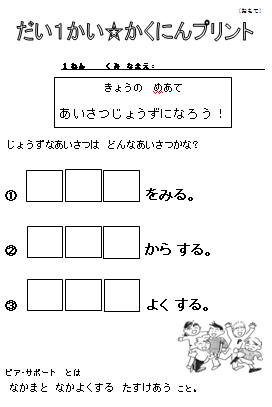 (おもて)
だい１かい☆かくにんプリント
１ねん　　くみ　なまえ：
きょうの　めあて
あいさつじょうずになろう！
じょうずなあいさつは　どんなあいさつかな？
① をみる。
② から する。
③ よく する。
ピア・サポート　とは
なかまと　なかよくする　たすけあう　こと。